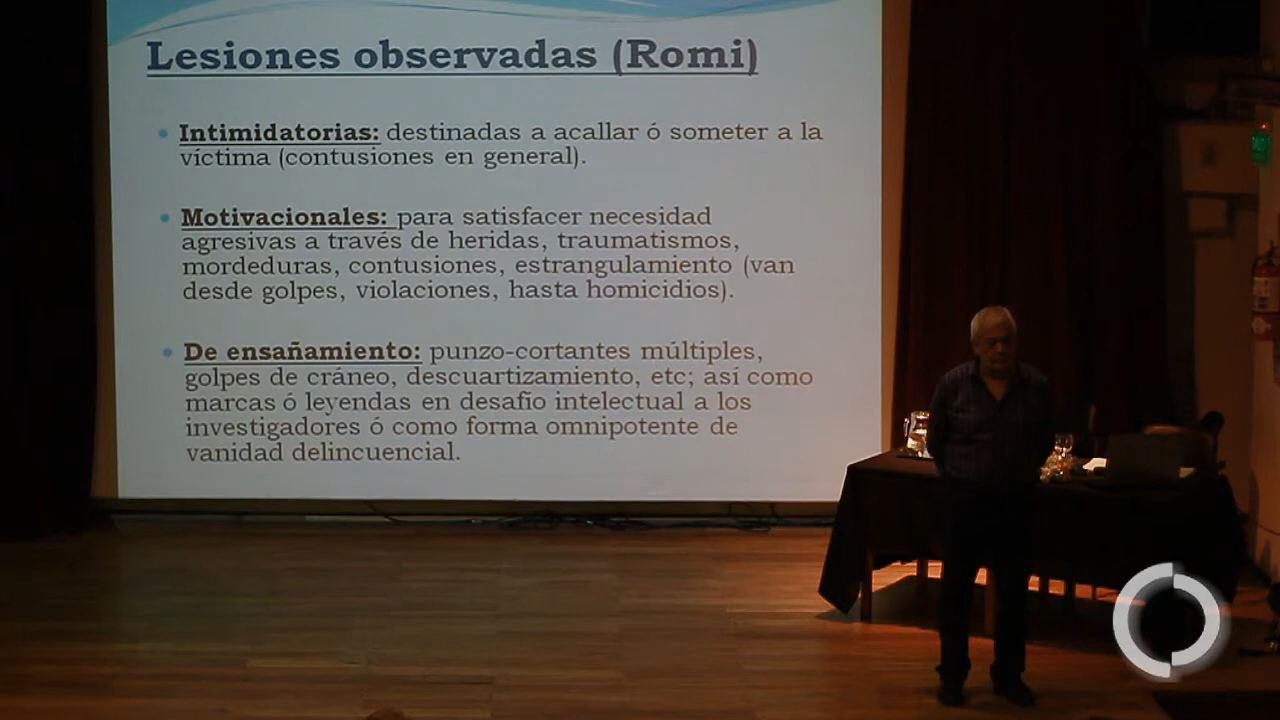 Lesiones observadas (Romi)
Intimidatorias: destinadas a acallar ó someter a la
víctima (contusiones en general).
Motivacionales: para satisfacer necesidad
agresivas a través de heridas, traumatismos,
mordeduras, contusiones, estrangulamiento (van
desde golpes, violaciones, hasta homicidios).
De ensañamiento: punzo-cortantes múltiples,
golpes de cráneo, descuartizamiento, etc; así como
marcas ó leyendas en desafío intelectual a los
investigadores ó como forma omnipotente de
vanidad delincuencial.